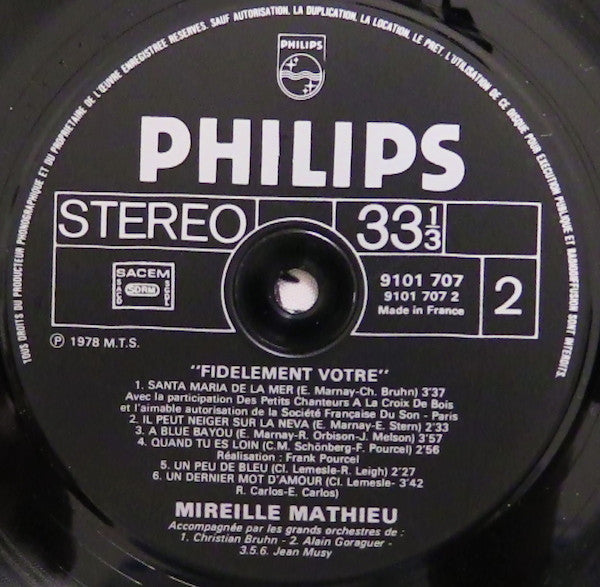 TOUS DROITS DU PRODUCTEUR PHONOGRAPHIQUE ET DU PROPRIETAIRE DE L'ŒUVRE ENREGISTREE RESERVES. SAUF AUTORISATION, LA DUPLICATION, LA LOCATION, LE PRET, L'UTILISATION DE CE DISQUE POUR EXECUTION PUBLIQUE ET RADIODIFFUSION SONT INTERDITS.
PHILIPS
PHILIPS
STEREO 33 1/3
SACEM
SACD SDRM SGDL
9101 707
9101 707 2
Made in France
2
Ⓟ 1978 M.T.S.
"FIDELEMENT VOTRE"
1. SANTA MARIA DE LA MER (E. Marnay-Ch. Bruhn) 3'37
Avec la participation Des Petits Chanteurs A La Croix De Bois
et l'aimable autorisation de la Société Française Du Son - Paris
2. IL PEUT NEIGER SUR LA NEVA (E. Marnay-E. Stern) 2'33
3. A BLUE BAYOU (E. Marnay-R. Orbison-J. Melson) 3'57
4. QUAND TU ES LOIN (C.M. Schönberg-F. Pourcel) 2'56
Réalisation : Frank Pourcel
5. UN PEU DE BLEU (Cl. Lemesle-R. Leigh) 2'27
6. UN DERNIER MOT D'AMOUR (Cl. Lemesle- 3'42
R. Carlos-E. Carlos)
MIREILLE MATHIEU
Accompagnée par les grands orchestres de :
1. Christian Bruhn - 2. Alain Goraguer -
3.5.6. Jean Musy